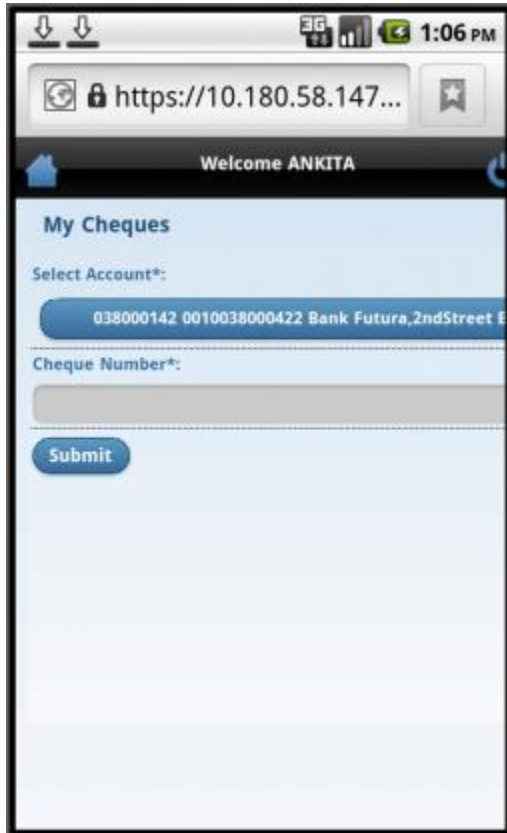 3G 1:06 PM
https://10.180.58.147...
Welcome ANKITA
My Cheques
Select Account*:
038000142 0010038000422 Bank Futura,2ndStreet E
Cheque Number*:
Submit